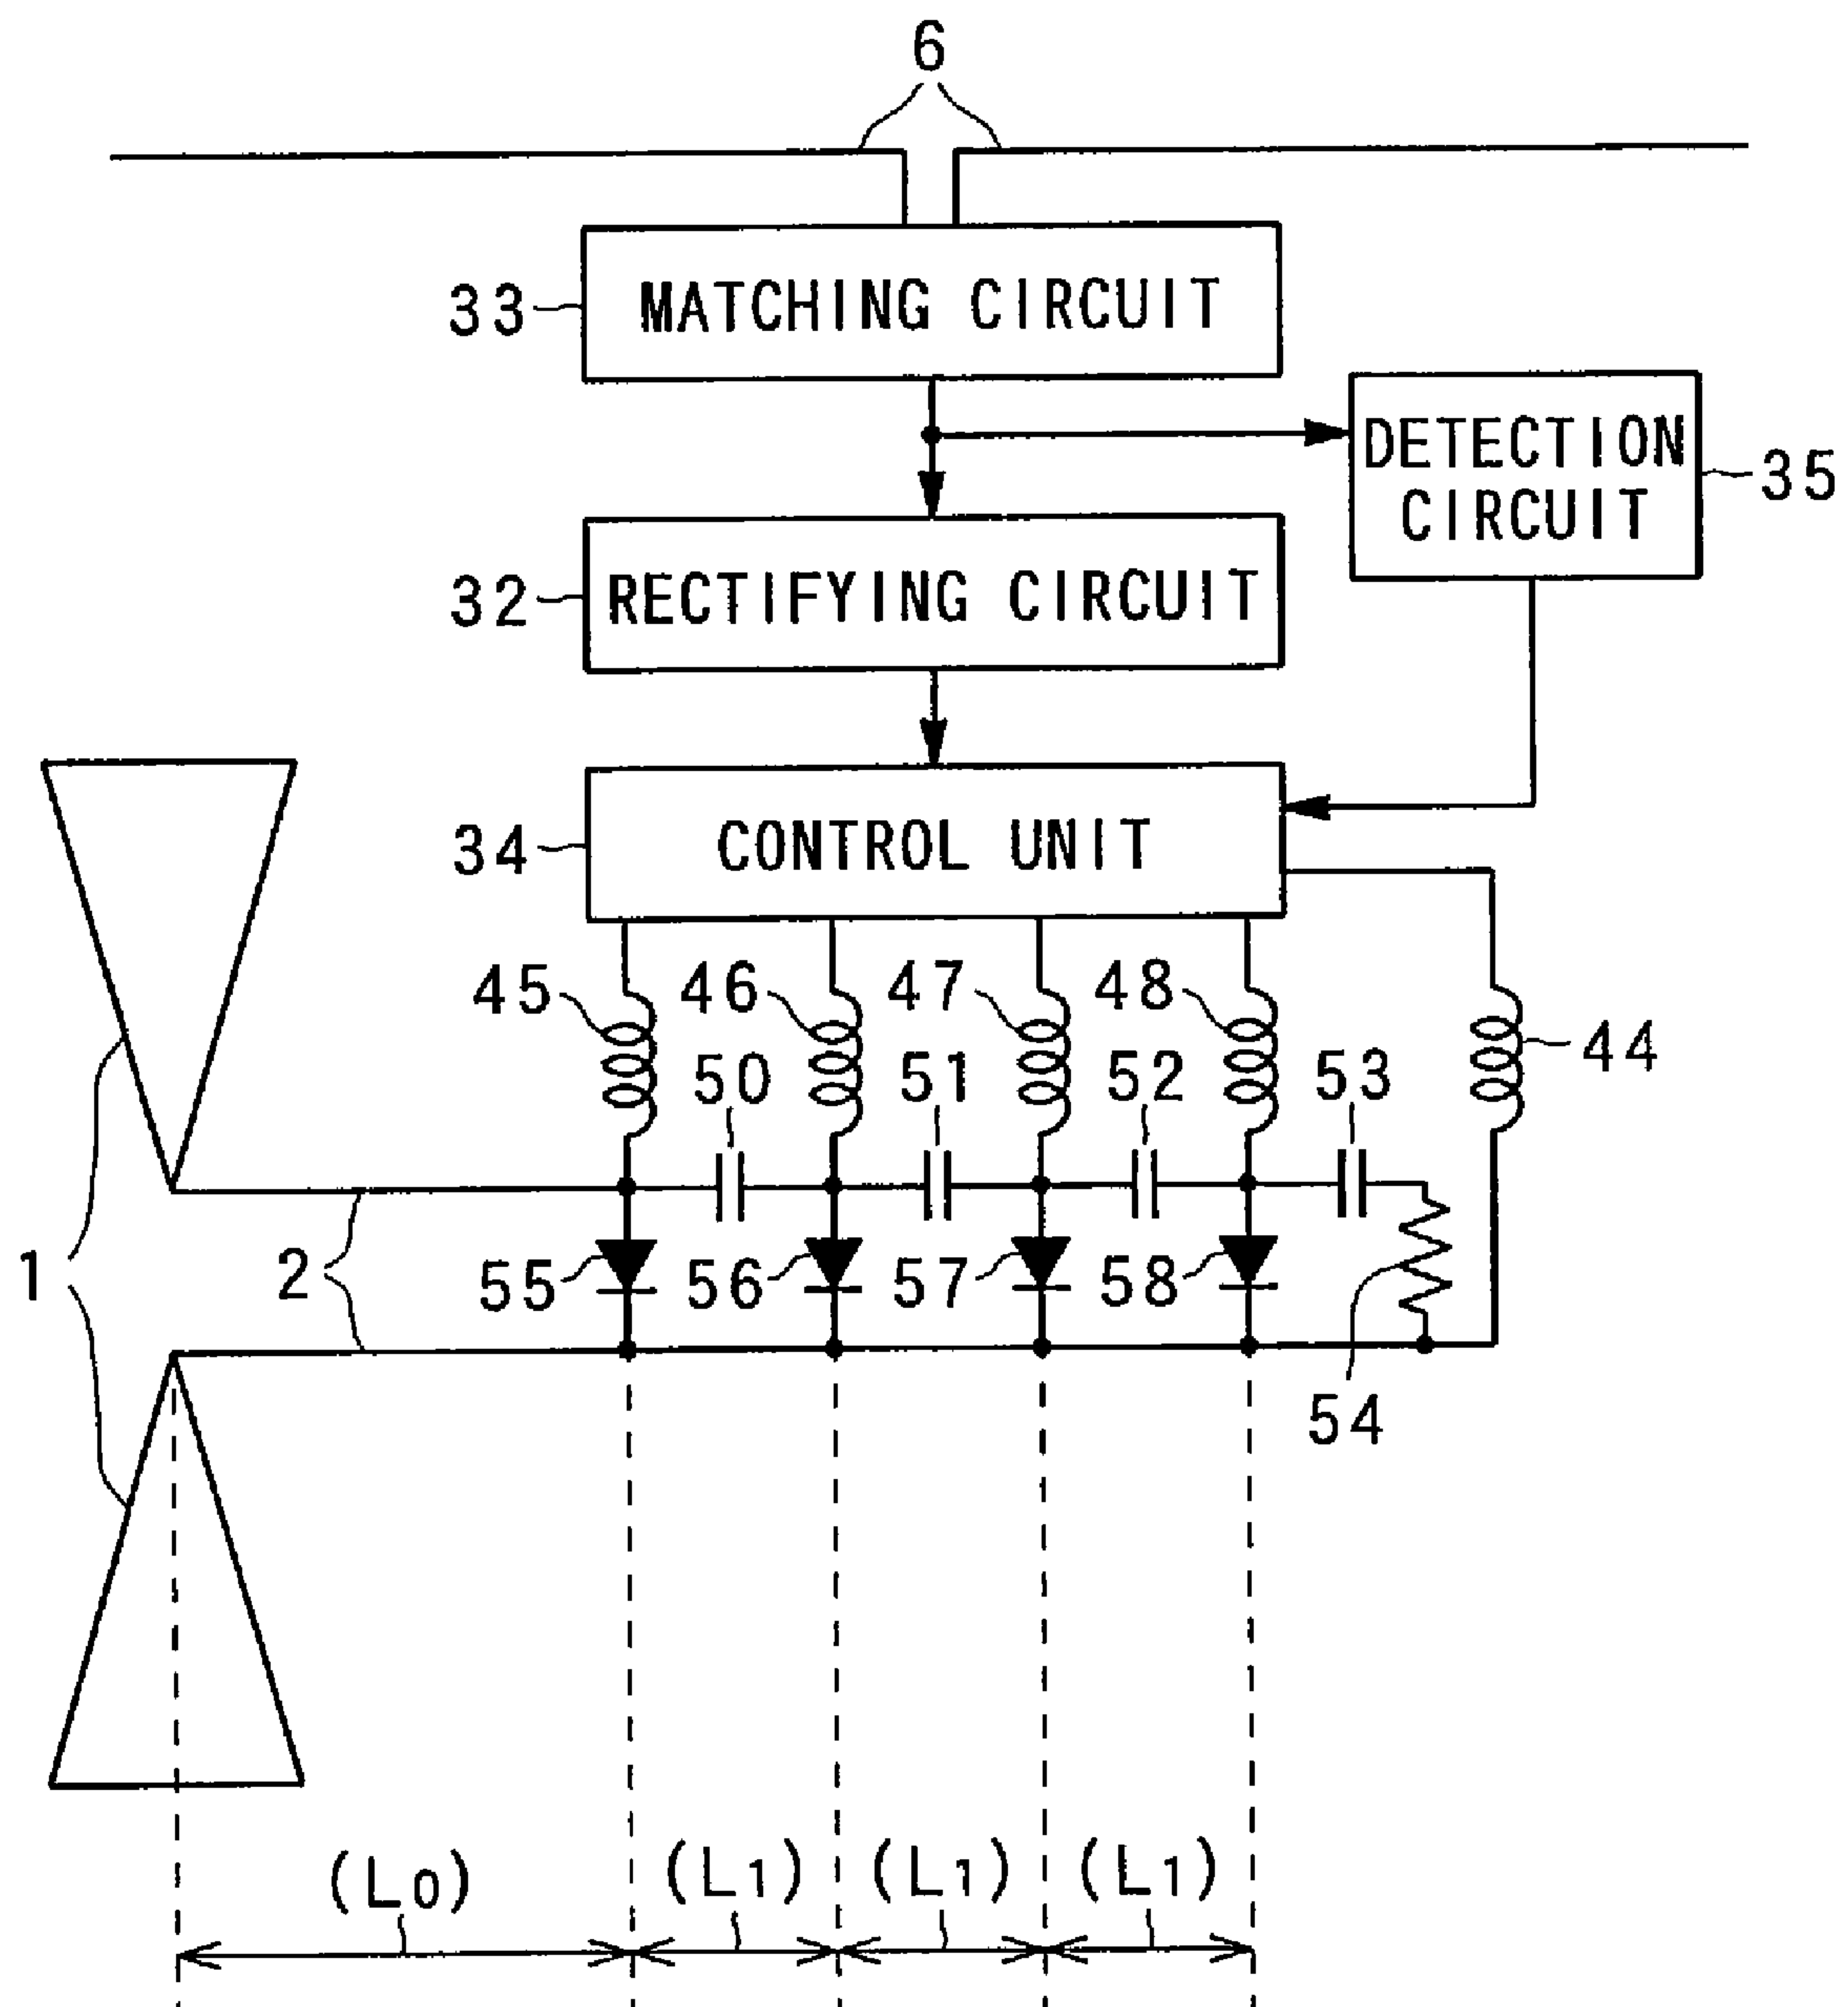 6
33
MATCHING CIRCUIT
DETECTION
CIRCUIT
35
32
RECTIFYING CIRCUIT
34
CONTROL UNIT
45
46
47
48
44
50
51
52
53
1
2
55
56
57
58
54
(L0)
(L1)
(L1)
(L1)